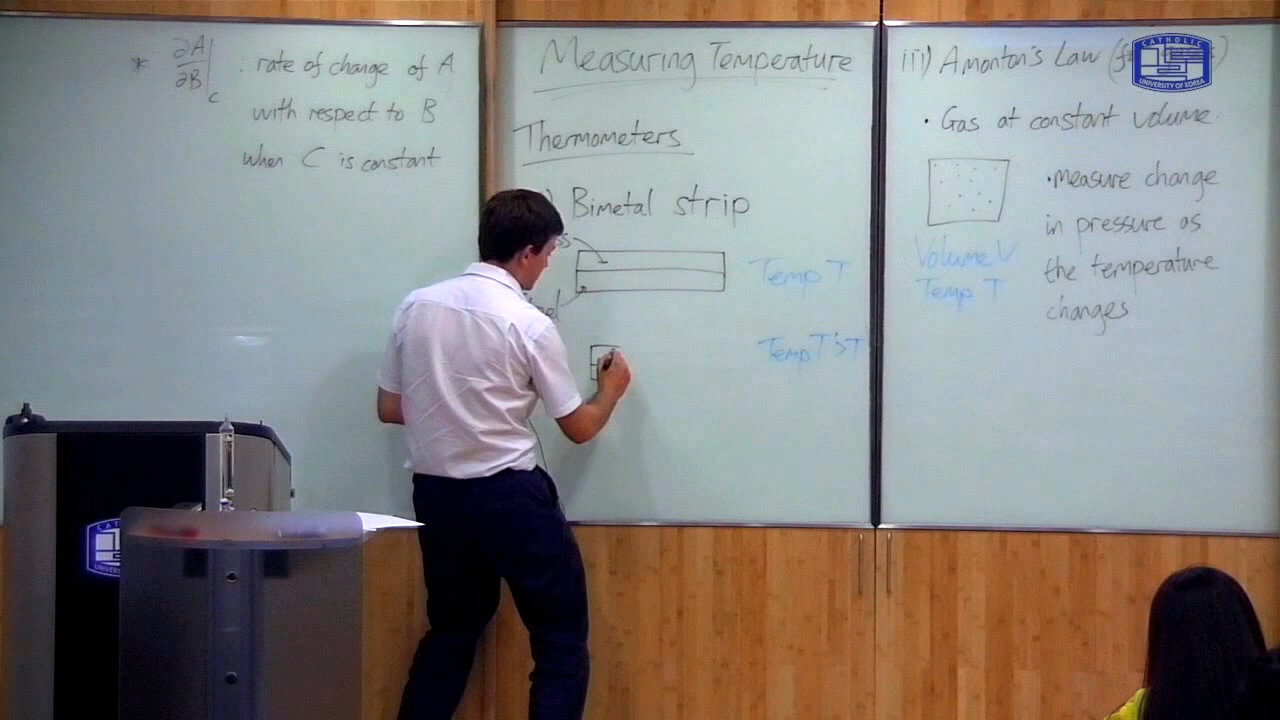 * ∂A/∂B|c : rate of change of A
with respect to B
when C is constant
Measuring Temperature
Thermometers
Bimetal strip
Temp T
Temp T'>T
iii) Amonton's Law
• Gas at constant volume
• measure change
in pressure as
the temperature
changes
Volume V
Temp T
CATHOLIC
UNIVERSITY OF KOREA